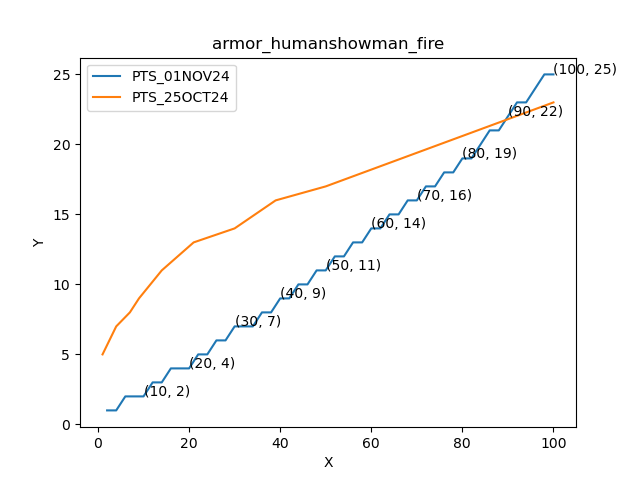 armor_humanshowman_fire
PTS_01NOV24
PTS_25OCT24
25
20
15
10
5
0
Y
(100, 25)
(90, 22)
(80, 19)
(70, 16)
(60, 14)
(50, 11)
(40, 9)
(30, 7)
(20, 4)
(10, 2)
0 20 40 60 80 100
X